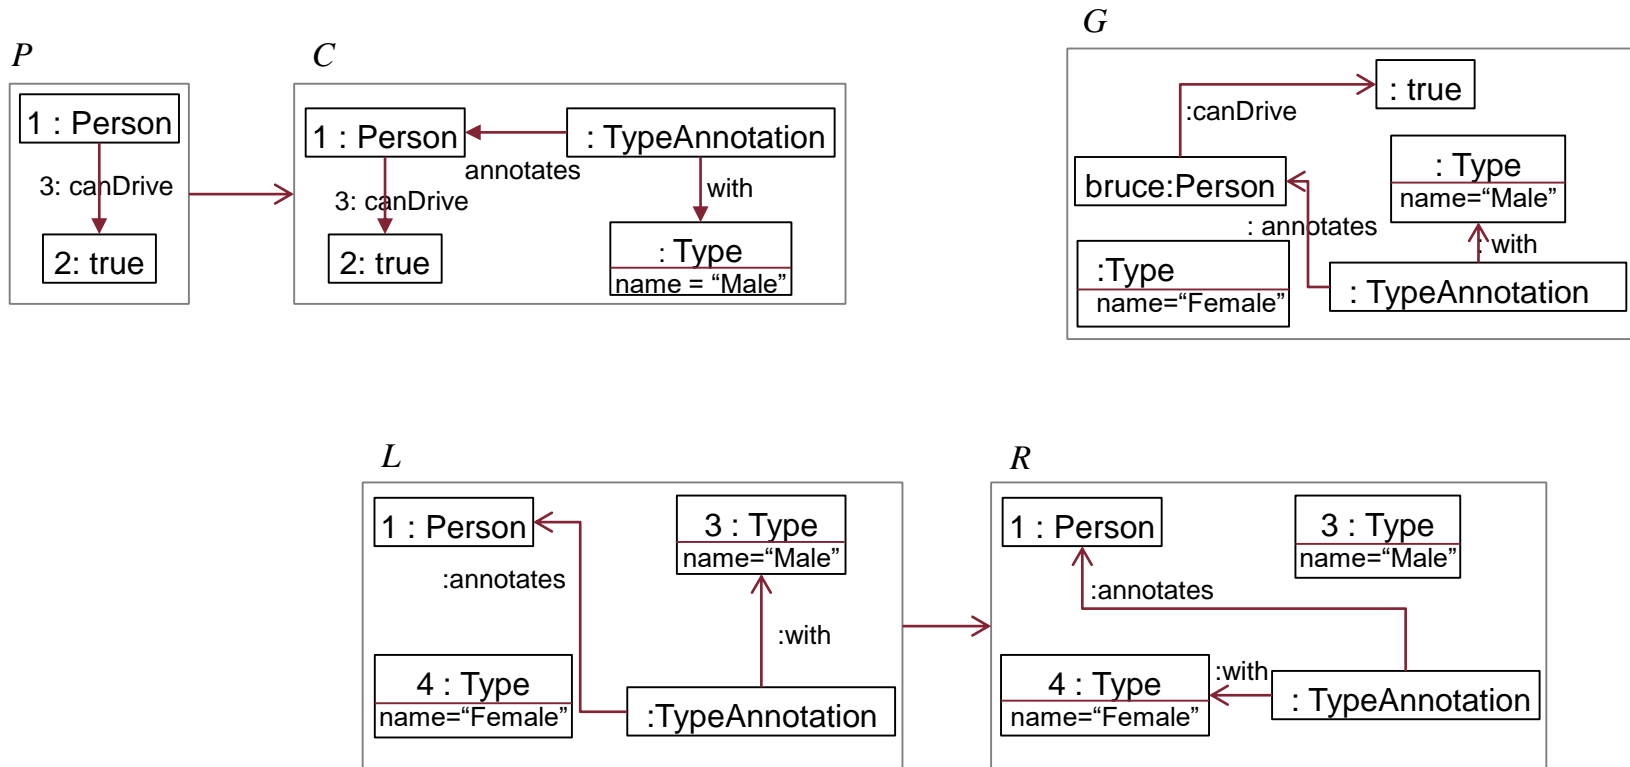 P
1 : Person
3: canDrive
2: true
C
1 : Person
: TypeAnnotation
annotates
3: canDrive
with
2: true
: Type
name = “Male”
G
: true
:canDrive
bruce:Person
: Type
name=“Male”
: annotates
: with
:Type
name=“Female”
: TypeAnnotation
L
1 : Person
3 : Type
name=“Male”
:annotates
:with
4 : Type
name=“Female”
:TypeAnnotation
R
1 : Person
3 : Type
name=“Male”
:annotates
4 : Type
name=“Female”
:with
: TypeAnnotation